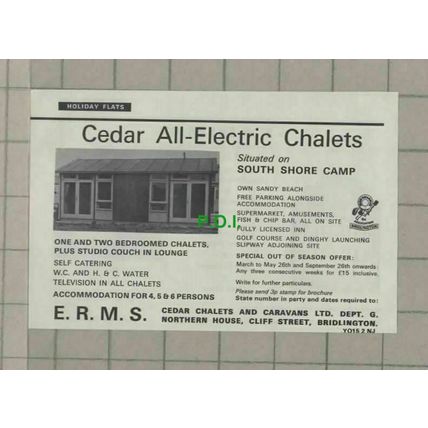 HOLIDAY FLATS
Cedar All-Electric Chalets
Situated on
SOUTH SHORE CAMP
OWN SANDY BEACH
FREE PARKING ALONGSIDE
ACCOMMODATION
SUPERMARKET, AMUSEMENTS,
FISH & CHIP BAR, ALL ON SITE
FULLY LICENSED INN
GOLF COURSE AND DINGHY LAUNCHING
SLIPWAY ADJOINING SITE
BRIDLINGTON
P.D.I
ONE AND TWO BEDROOMED CHALETS,
PLUS STUDIO COUCH IN LOUNGE
SELF CATERING
W.C. AND H. & C. WATER
TELEVISION IN ALL CHALETS
ACCOMMODATION FOR 4, 5 & 6 PERSONS
SPECIAL OUT OF SEASON OFFER:
March to May 26th and September 26th onwards
Any three consecutive weeks for £15 inclusive.
Write for further particulars.
Please send 3p stamp for brochure
State number in party and dates required to:
E. R. M. S.
CEDAR CHALETS AND CARAVANS LTD. DEPT. G.
NORTHERN HOUSE, CLIFF STREET, BRIDLINGTON.
YO15 2 NJ